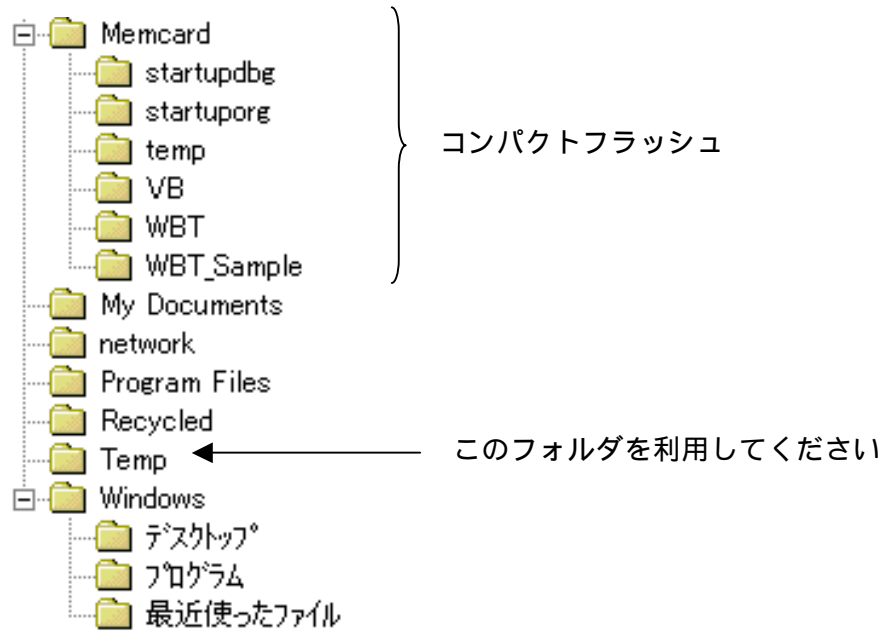 Memcard
startupdbg
startuporg
temp
VB
WBT
WBT_Sample
コンパクトフラッシュ
My Documents
network
Program Files
Recycled
Temp
このフォルダを利用してください
Windows
ﾃﾞｽｸﾄｯﾌﾟ
ﾌﾟﾛｸﾞﾗﾑ
最近使ったﾌｧｲﾙ